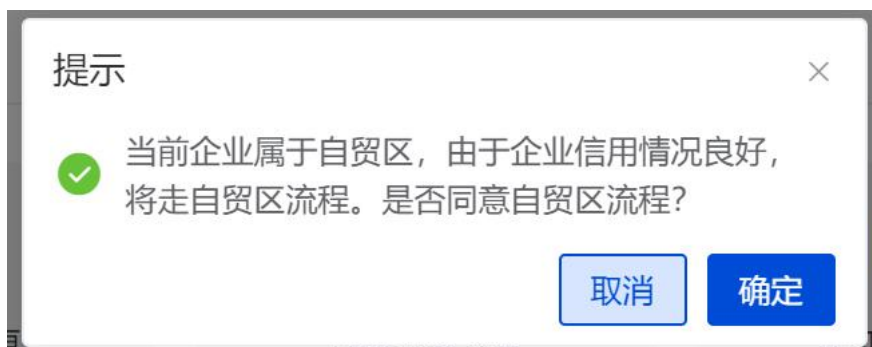 提示
当前企业属于自贸区，由于企业信用情况良好，
将走自贸区流程。是否同意自贸区流程？
取消
确定